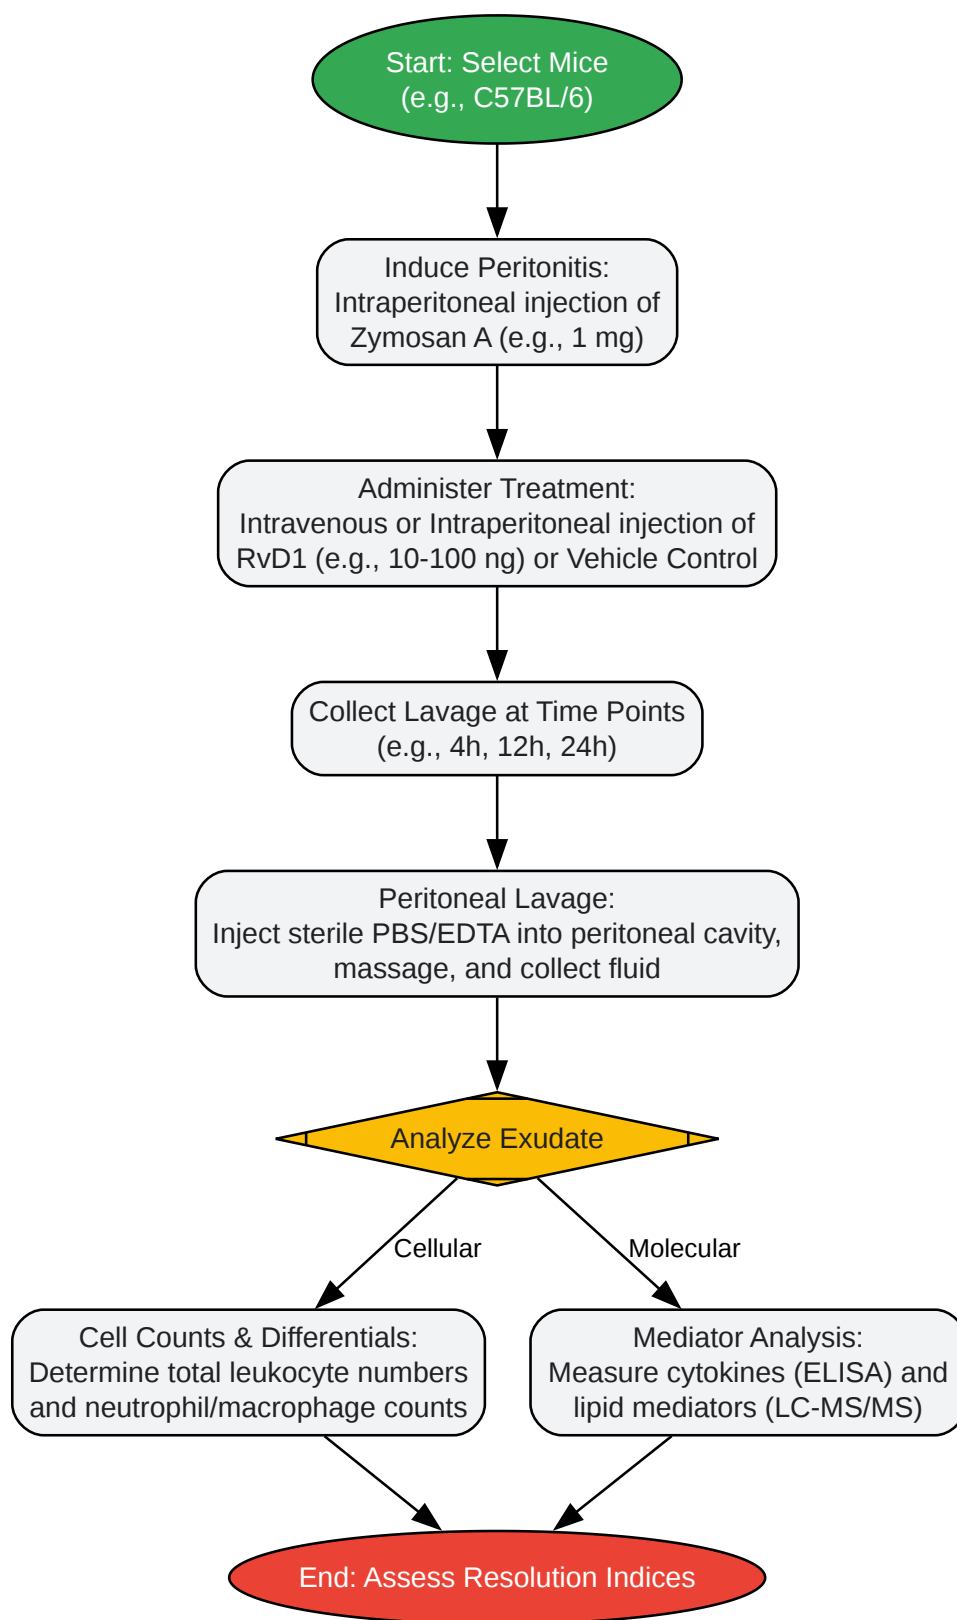 Start: Select Mice
(e.g., C57BL/6)
Induce Peritonitis:
Intraperitoneal injection of
Zymosan A (e.g., 1 mg)
Administer Treatment:
Intravenous or Intraperitoneal injection of
RvD1 (e.g., 10-100 ng) or Vehicle Control
Collect Lavage at Time Points
(e.g., 4h, 12h, 24h)
Peritoneal Lavage:
Inject sterile PBS/EDTA into peritoneal cavity,
massage, and collect fluid
Analyze Exudate
Cellular
Molecular
Cell Counts & Differentials:
Determine total leukocyte numbers
and neutrophil/macrophage counts
Mediator Analysis:
Measure cytokines (ELISA) and
lipid mediators (LC-MS/MS)
End: Assess Resolution Indices